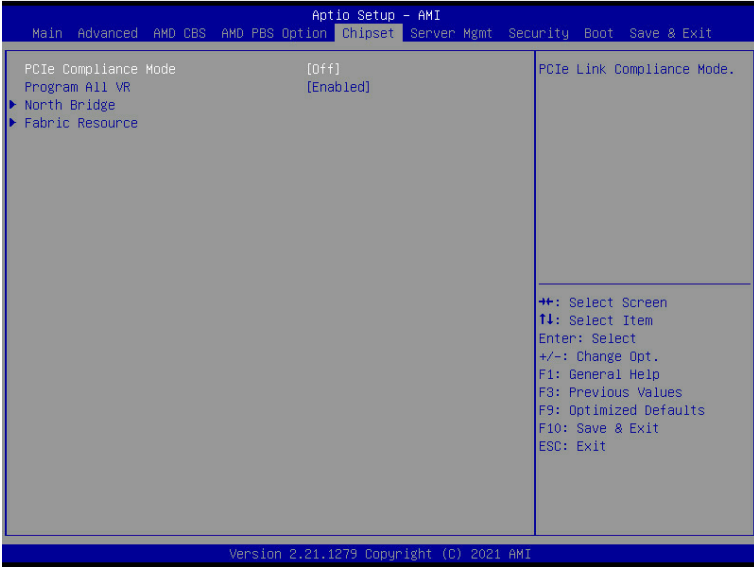 Aptio Setup - AMI
Main Advanced AMD CBS AMD PBS Option Chipset Server Mgmt Security Boot Save & Exit
PCIe Compliance Mode [Off]
Program All VR [Enabled]
North Bridge
Fabric Resource
PCIe Link Compliance Mode.
→←: Select Screen
↑↓: Select Item
Enter: Select
+/-: Change Opt.
F1: General Help
F3: Previous Values
F9: Optimized Defaults
F10: Save & Exit
ESC: Exit
Version 2.21.1279 Copyright (C) 2021 AMI